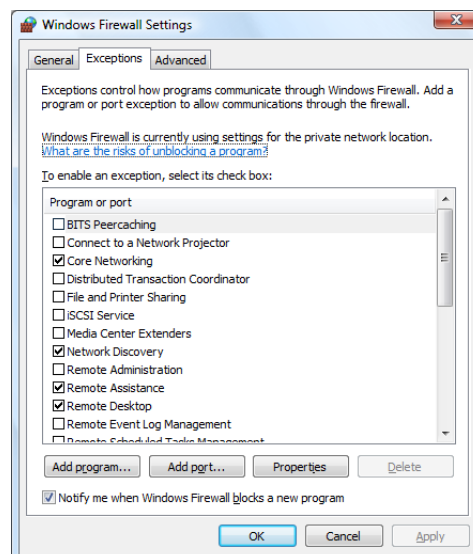 Windows Firewall Settings
General Exceptions Advanced
Exceptions control how programs communicate through Windows Firewall. Add a
program or port exception to allow communications through the firewall.
Windows Firewall is currently using settings for the private network location.
What are the risks of unblocking a program?
To enable an exception, select its check box:
Program or port
BITS Peercaching
Connect to a Network Projector
Core Networking
Distributed Transaction Coordinator
File and Printer Sharing
iSCSI Service
Media Center Extenders
Network Discovery
Remote Administration
Remote Assistance
Remote Desktop
Remote Event Log Management
Remote Scheduled Tasks Management
Add program... Add port... Properties Delete
Notify me when Windows Firewall blocks a new program
OK Cancel Apply